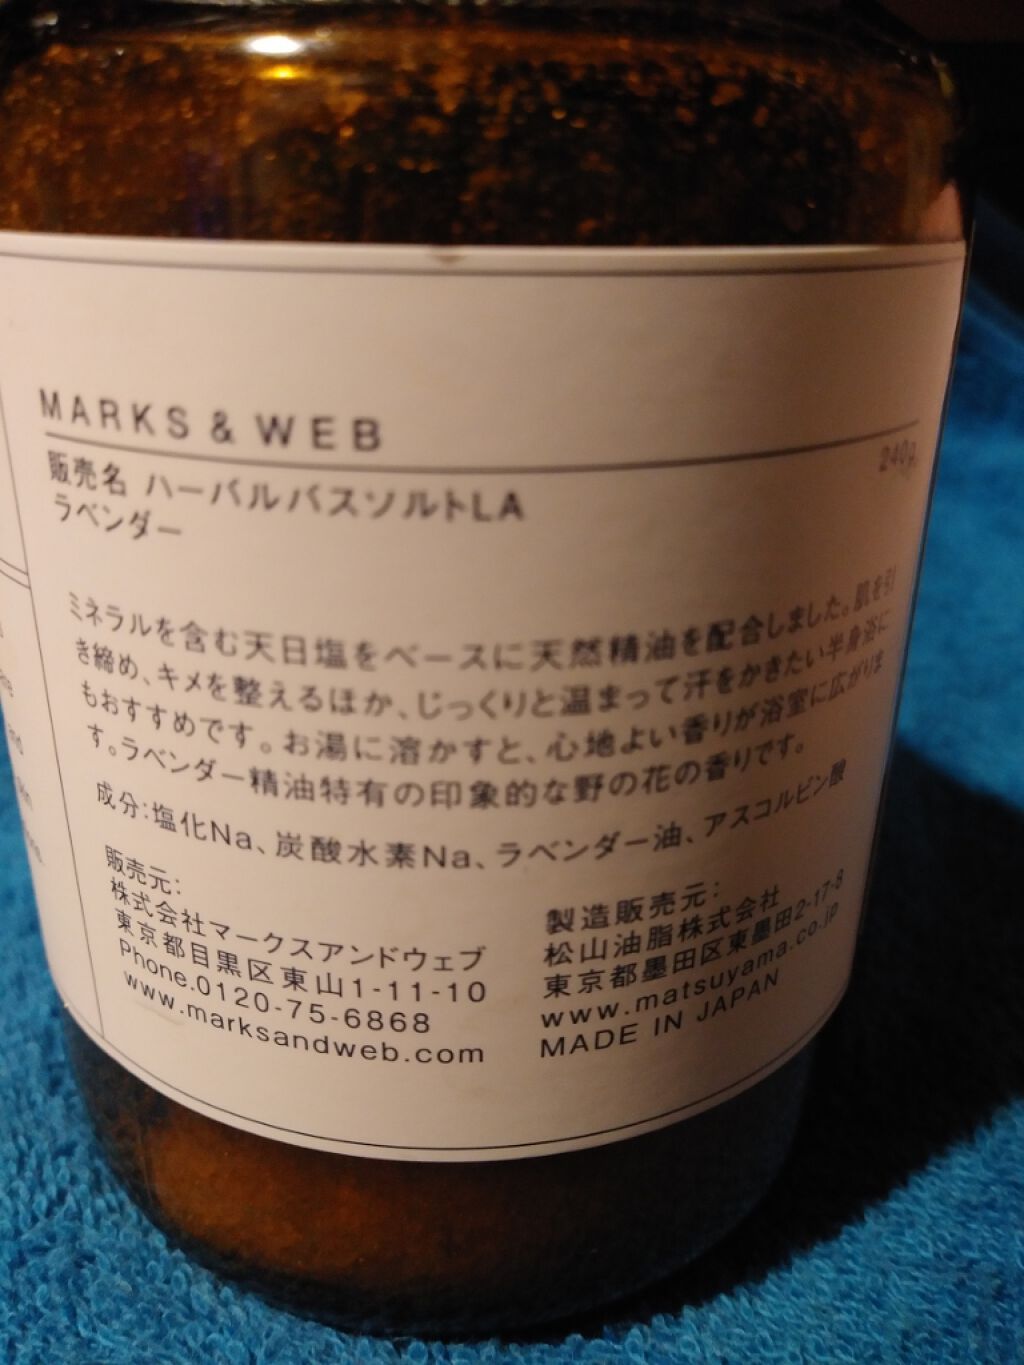 MARKS & WEB
240g
販売名 ハーバルバスソルトLA
ラベンダー
ミネラルを含む天日塩をベースに天然精油を配合しました。肌を引
き締め、キメを整えるほか、じっくりと温まって汗をかきたい半身浴に
もおすすめです。お湯に溶かすと、心地よい香りが浴室に広がりま
す。ラベンダー精油特有の印象的な野の花の香りです。
成分:塩化Na、炭酸水素Na、ラベンダー油、アスコルビン酸
販売元:
株式会社マークスアンドウェブ
東京都目黒区東山1-11-10
Phone.0120-75-6868
www.marksandweb.com
製造販売元:
松山油脂株式会社
東京都墨田区東墨田2-17-8
www.matsuyama.co.jp
MADE IN JAPAN